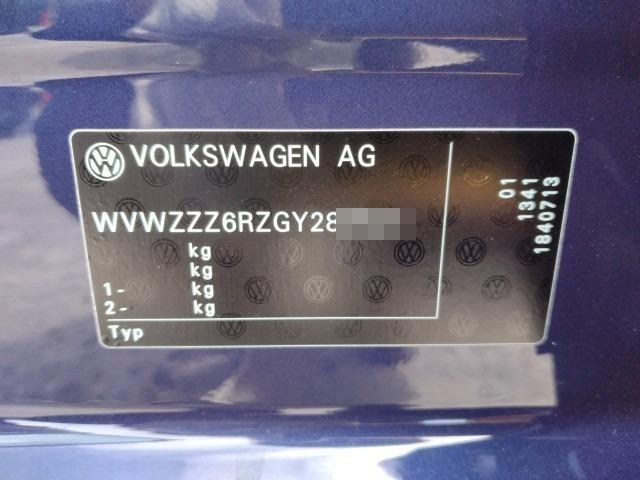 VOLKSWAGEN AG
WVWZZZ6RZGY28
kg
kg
1- kg
2- kg
Typ
01
1341
1840713